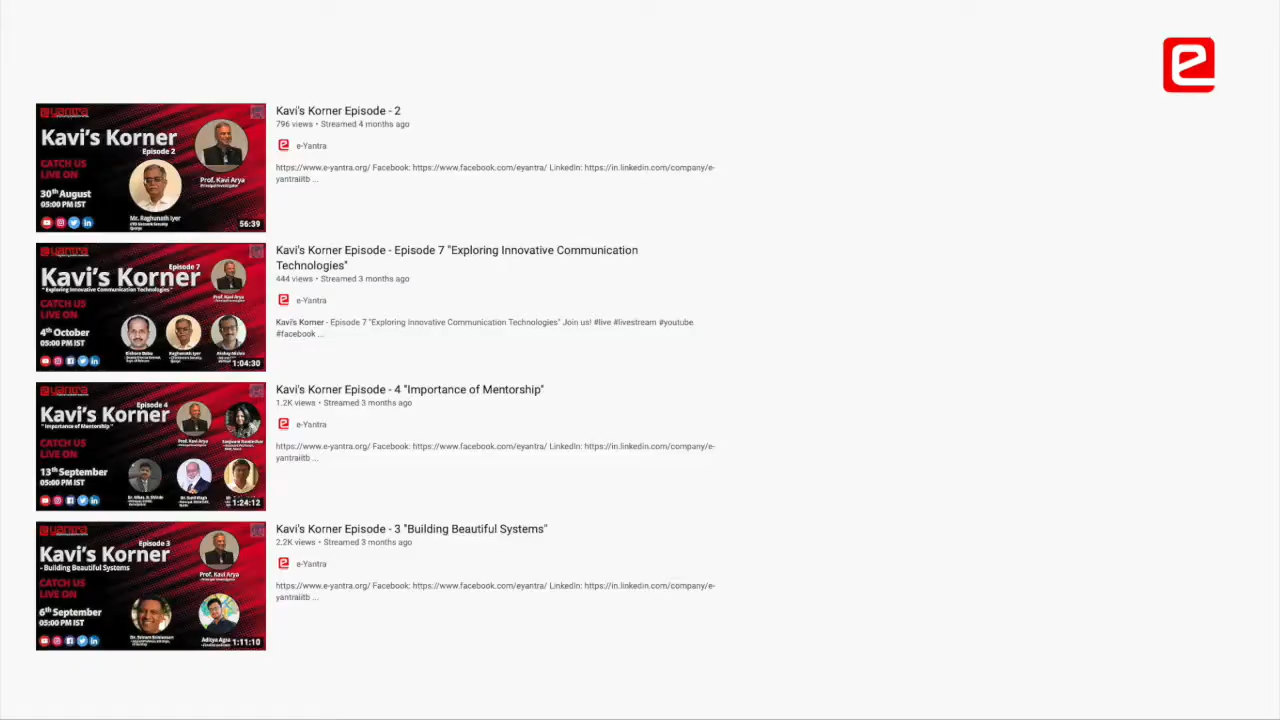 Kavi's Korner
Episode 2
CATCH US
LIVE ON
30th August
05:00 PM IST
Prof. Kavi Arya
Mr. Raghunath Iyer
56:39
Kavi's Korner Episode - 2
796 views • Streamed 4 months ago
e-Yantra
https://www.e-yantra.org/ Facebook: https://www.facebook.com/eyantra/ LinkedIn: https://in.linkedin.com/company/e-
yantraiitb ...
Episode 7
Kavi's Korner
"Exploring Innovative Communication Technologies"
CATCH US
LIVE ON
4th October
05:00 PM IST
Prof. Kavi Arya
Raghunath Iyer
1:04:30
Kavi's Korner Episode - Episode 7 "Exploring Innovative Communication
Technologies"
444 views • Streamed 3 months ago
e-Yantra
Kavi's Korner - Episode 7 "Exploring Innovative Communication Technologies" Join us! #live #livestream #youtube
#facebook ...
Episode 4
Kavi's Korner
"Importance of Mentorship"
CATCH US
LIVE ON
13th September
05:00 PM IST
Prof. Kavi Arya
1:24:12
Kavi's Korner Episode - 4 "Importance of Mentorship"
1.2K views • Streamed 3 months ago
e-Yantra
https://www.e-yantra.org/ Facebook: https://www.facebook.com/eyantra/ LinkedIn: https://in.linkedin.com/company/e-
yantraiitb ...
Episode 3
Kavi's Korner
- Building Beautiful Systems
CATCH US
LIVE ON
6th September
05:00 PM IST
Prof. Kavi Arya
1:11:10
Kavi's Korner Episode - 3 "Building Beautiful Systems"
2.2K views • Streamed 3 months ago
e-Yantra
https://www.e-yantra.org/ Facebook: https://www.facebook.com/eyantra/ LinkedIn: https://in.linkedin.com/company/e-
yantraiitb ...